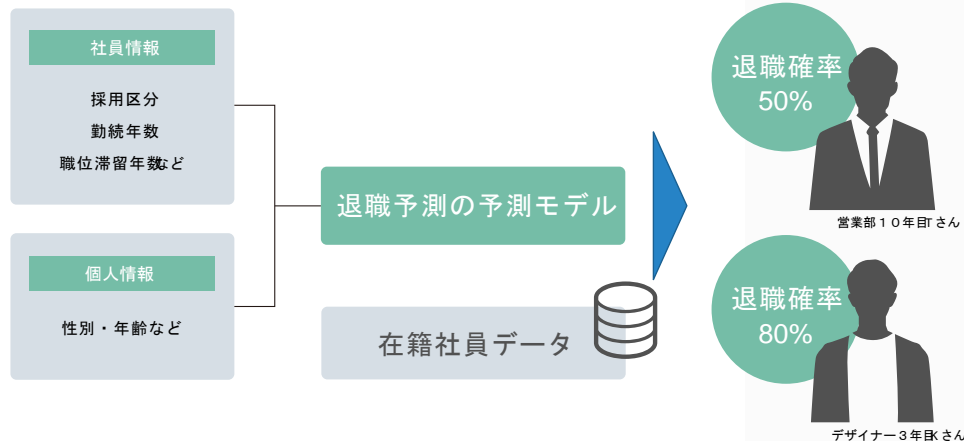 社員情報
採用区分
勤続年数
職位滞留年数など
個人情報
性別・年齢など
退職予測の予測モデル
在籍社員データ
退職確率
50%
営業部10年目Tさん
退職確率
80%
デザイナー3年目Kさん